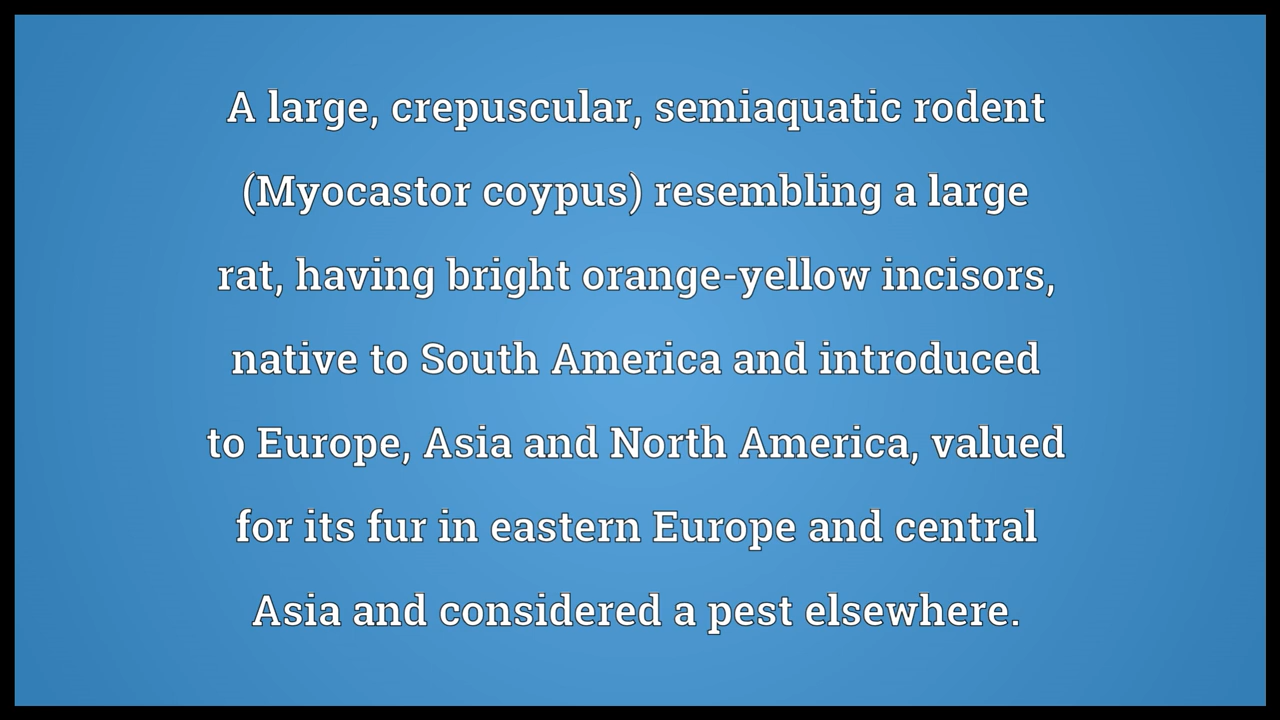 A large, crepuscular, semiaquatic rodent
(Myocastor coypus) resembling a large
rat, having bright orange-yellow incisors,
native to South America and introduced
to Europe, Asia and North America, valued
for its fur in eastern Europe and central
Asia and considered a pest elsewhere.